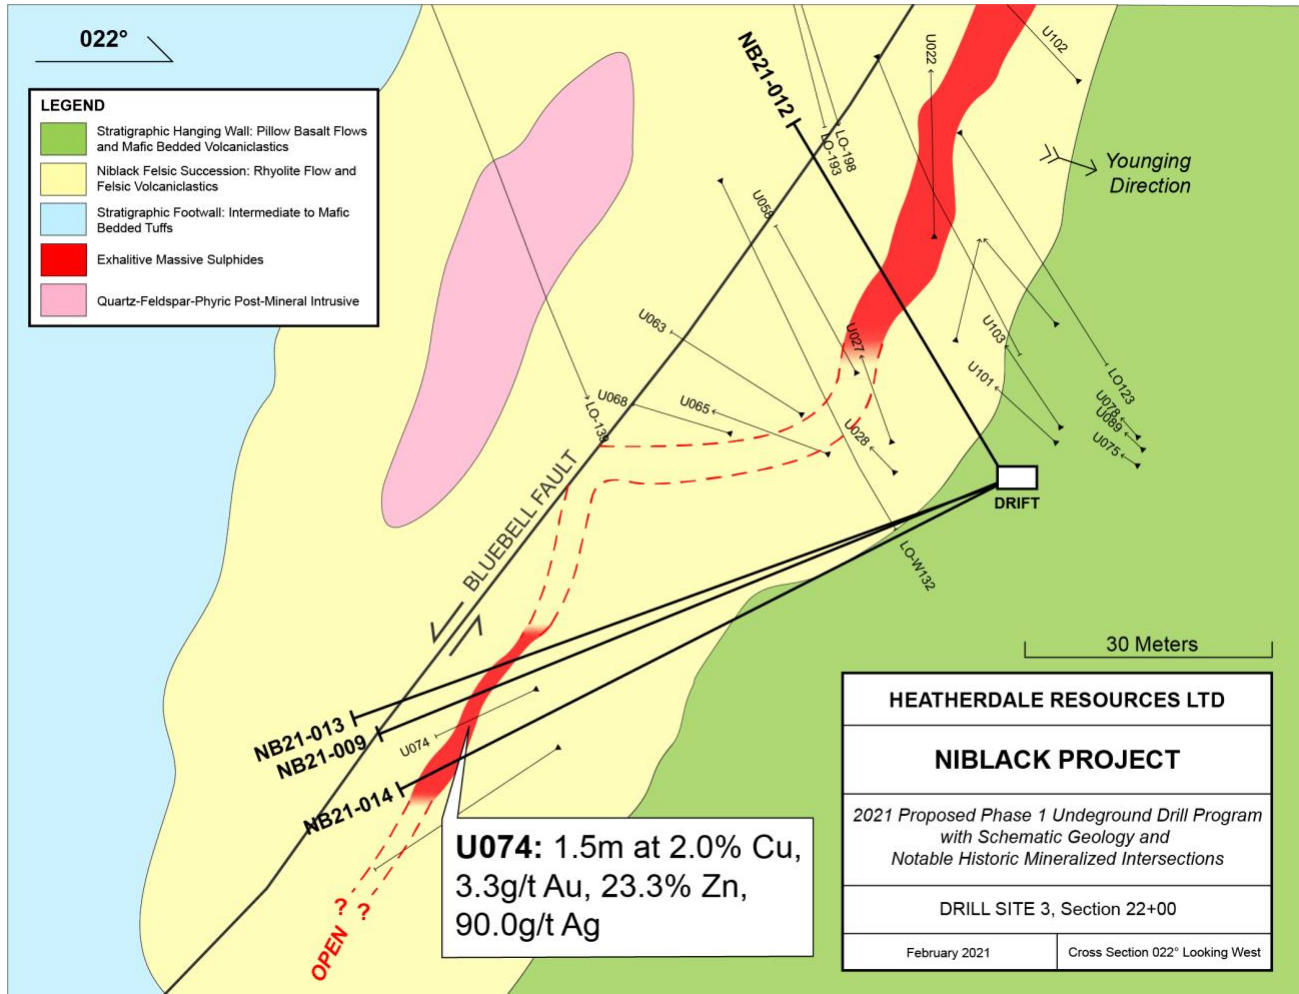 022°
LEGEND
Stratigraphic Hanging Wall: Pillow Basalt Flows
and Mafic Bedded Volcaniclastics
Niblack Felsic Succession: Rhyolite Flow and
Felsic Volcaniclastics
Stratigraphic Footwall: Intermediate to Mafic
Bedded Tuffs
Exhalitive Massive Sulphides
Quartz-Feldspar-Phyric Post-Mineral Intrusive
NB21-012
LO-198
LO-193
U022
U102
Younging
Direction
U058
U063
U027
U103
U101
LO123
U078
U089
U075
U068
U065
U028
LO-139
DRIFT
BLUEBELL FAULT
LO-W132
30 Meters
NB21-013
NB21-009
U074
NB21-014
U074: 1.5m at 2.0% Cu,
3.3g/t Au, 23.3% Zn,
90.0g/t Ag
? ?
OPEN
HEATHERDALE RESOURCES LTD
NIBLACK PROJECT
2021 Proposed Phase 1 Undeground Drill Program
with Schematic Geology and
Notable Historic Mineralized Intersections
DRILL SITE 3, Section 22+00
February 2021
Cross Section 022° Looking West